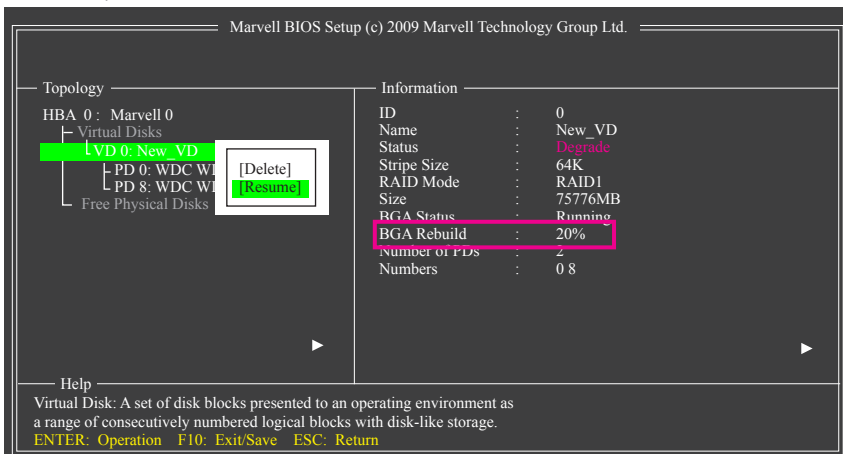 Marvell BIOS Setup (c) 2009 Marvell Technology Group Ltd.
Topology
HBA 0 : Marvell 0
Virtual Disks
VD 0: New_VD
PD 0: WDC
PD 8: WDC
Free Physical Disks
[Delete]
[Resume]
Information
ID : 0
Name : New_VD
Status : Degrade
Stripe Size : 64K
RAID Mode : RAID1
Size : 75776MB
BGA Status : Running
BGA Rebuild : 20%
Number of PDs : 2
Numbers : 0 8
Help
Virtual Disk: A set of disk blocks presented to an operating environment as
a range of consecutively numbered logical blocks with disk-like storage.
ENTER: Operation F10: Exit/Save ESC: Return